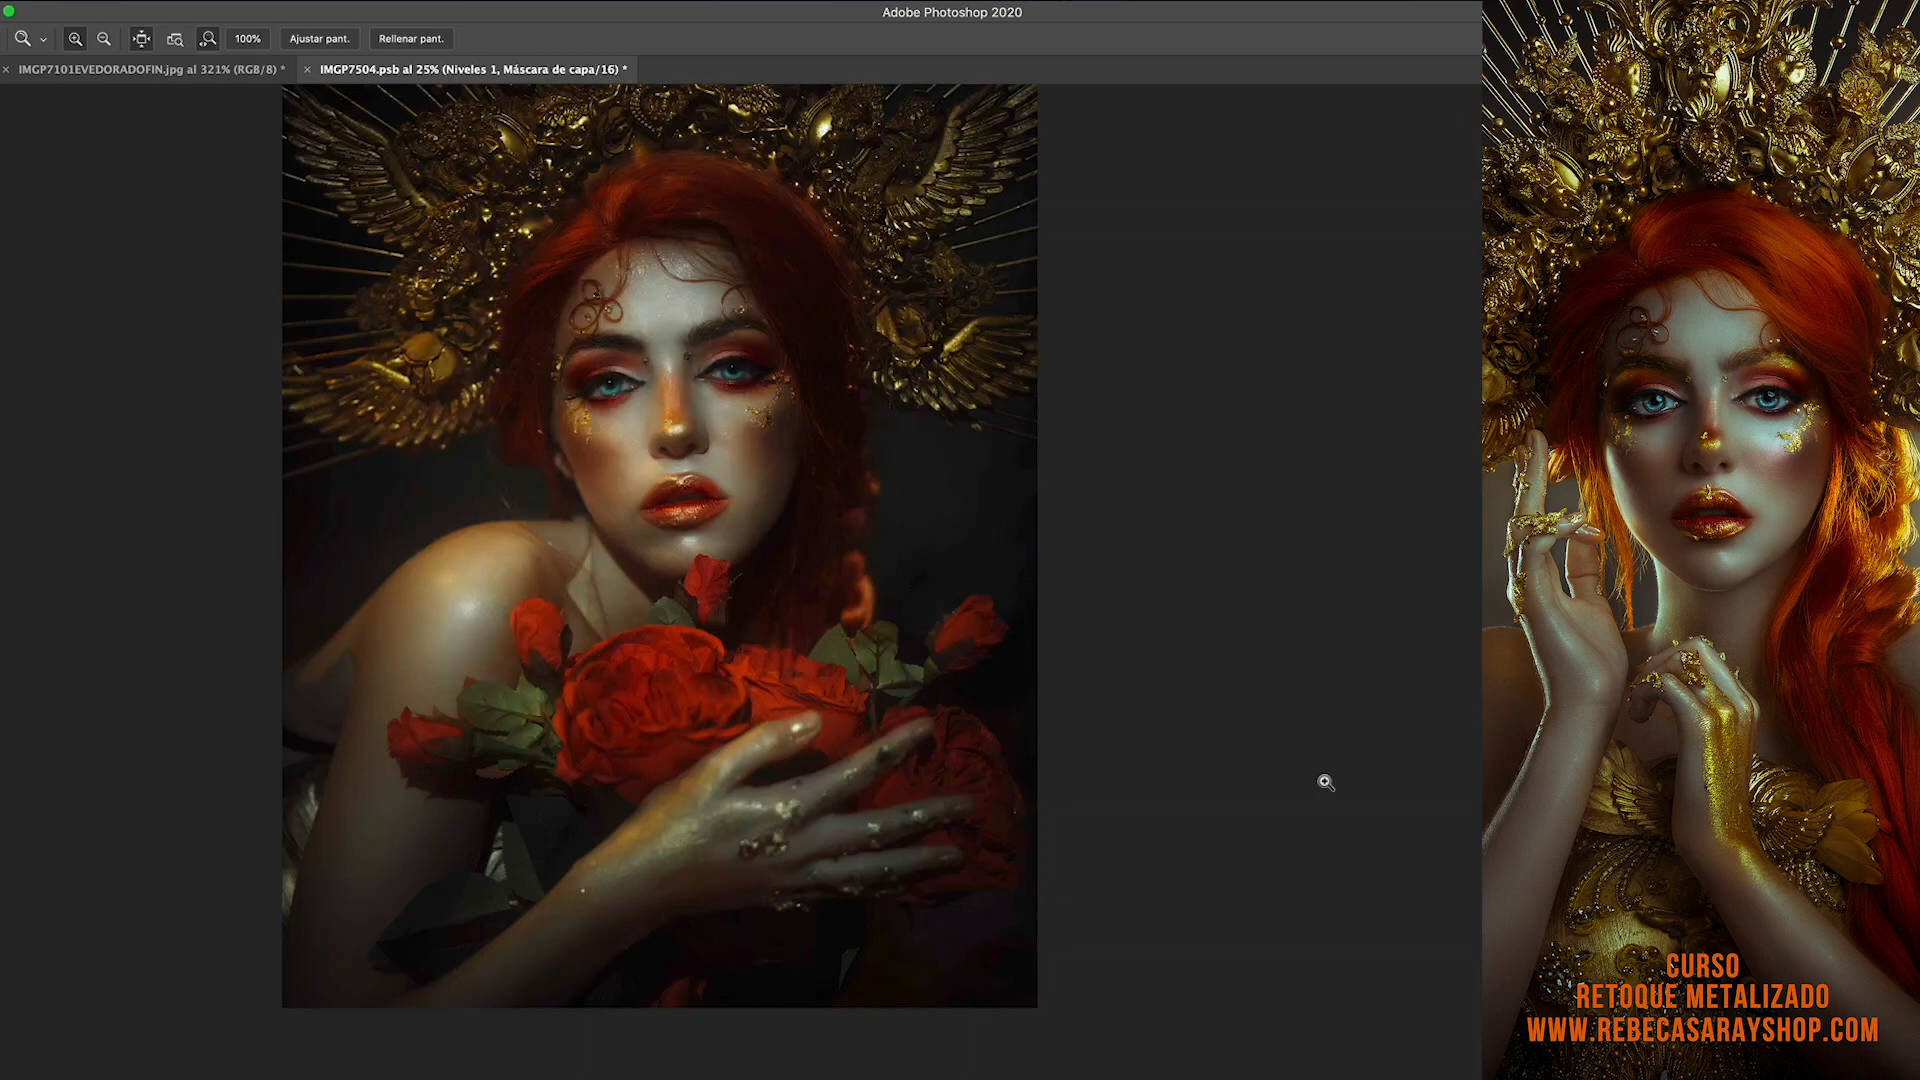 Adobe Photoshop 2020
100%
Ajustar pant.
Rellenar pant.
× IMGP7101EVEDORADOFIN.jpg al 321% (RGB/8) *
× IMGP7504.psb al 25% (Niveles 1, Máscara de capa/16) *
CURSO
RETOQUE METALIZADO
WWW.REBECASARAYSHOP.COM